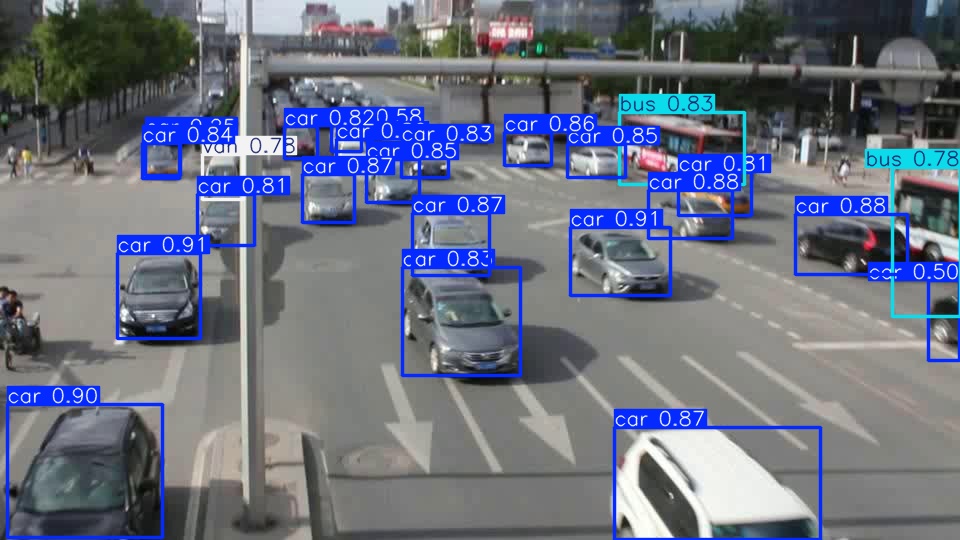 bus 0.83
car 0.820.58
car 0.86
car 0.84
car 0.83
car 0.85
van 0.78
car 0.85
bus 0.78
car 0.87
car 0.81
car 0.81
car 0.88
car 0.87
car 0.88
car 0.91
car 0.91
car 0.83
car 0.50
car 0.90
car 0.87